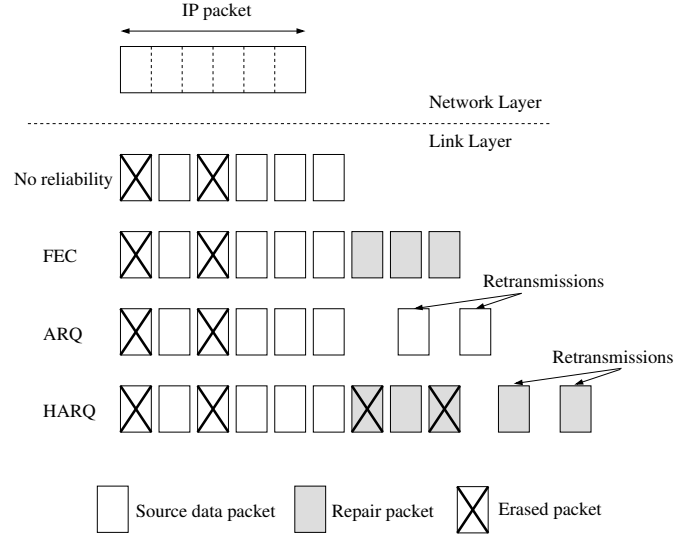 IP packet
Network Layer
Link Layer
No reliability
FEC
Retransmissions
ARQ
Retransmissions
HARQ
Source data packet
Repair packet
Erased packet